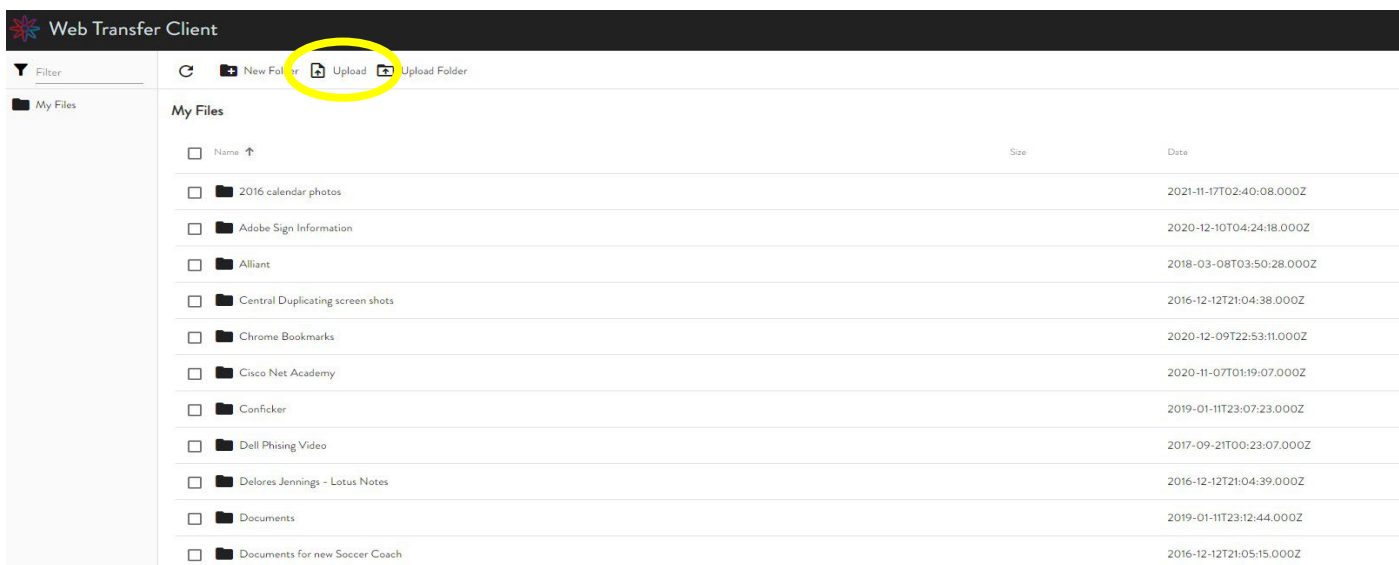 Web Transfer Client
Filter
New Folder Upload Upload Folder
My Files
My Files
Name Size Date
2016 calendar photos 2021-11-17T02:40:08.000Z
Adobe Sign Information 2020-12-10T04:24:18.000Z
Alliant 2018-03-08T03:50:28.000Z
Central Duplicating screen shots 2016-12-12T21:04:38.000Z
Chrome Bookmarks 2020-12-09T22:53:11.000Z
Cisco Net Academy 2020-11-07T01:19:07.000Z
Conficker 2019-01-11T23:07:23.000Z
Dell Phising Video 2017-09-21T00:23:07.000Z
Delores Jennings - Lotus Notes 2016-12-12T21:04:39.000Z
Documents 2019-01-11T23:12:44.000Z
Documents for new Soccer Coach 2016-12-12T21:05:15.000Z